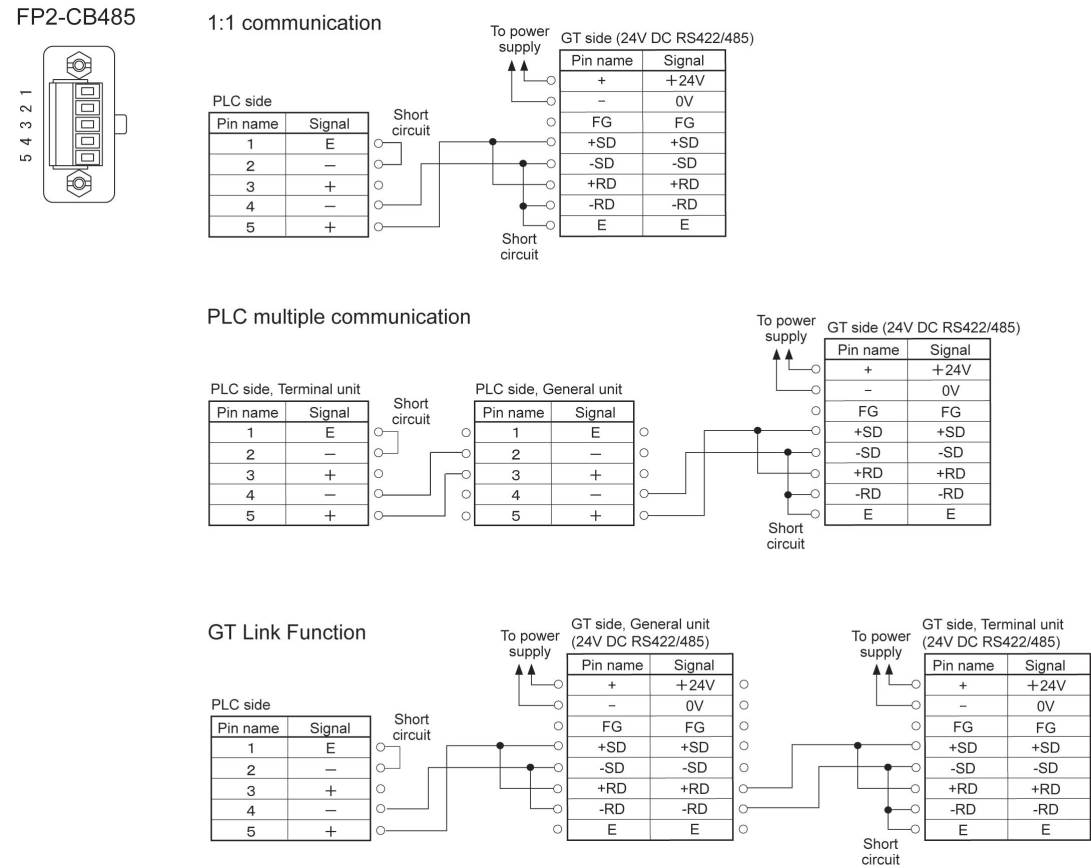 FP2-CB485
1
2
3
4
5
1:1 communication
To power
supply
GT side (24V DC RS422/485)
Pin name Signal
+ +24V
− 0V
FG FG
+SD +SD
-SD -SD
+RD +RD
-RD -RD
E E
Short
circuit
PLC side
Pin name Signal
1 E
2 −
3 +
4 −
5 +
Short
circuit
PLC multiple communication
To power
supply
GT side (24V DC RS422/485)
Pin name Signal
+ +24V
− 0V
FG FG
+SD +SD
-SD -SD
+RD +RD
-RD -RD
E E
Short
circuit
PLC side, Terminal unit
Pin name Signal
1 E
2 −
3 +
4 −
5 +
Short
circuit
PLC side, General unit
Pin name Signal
1 E
2 −
3 +
4 −
5 +
GT Link Function
To power
supply
GT side, General unit
(24V DC RS422/485)
Pin name Signal
+ +24V
− 0V
FG FG
+SD +SD
-SD -SD
+RD +RD
-RD -RD
E E
To power
supply
GT side, Terminal unit
(24V DC RS422/485)
Pin name Signal
+ +24V
− 0V
FG FG
+SD +SD
-SD -SD
+RD +RD
-RD -RD
E E
Short
circuit
PLC side
Pin name Signal
1 E
2 −
3 +
4 −
5 +
Short
circuit